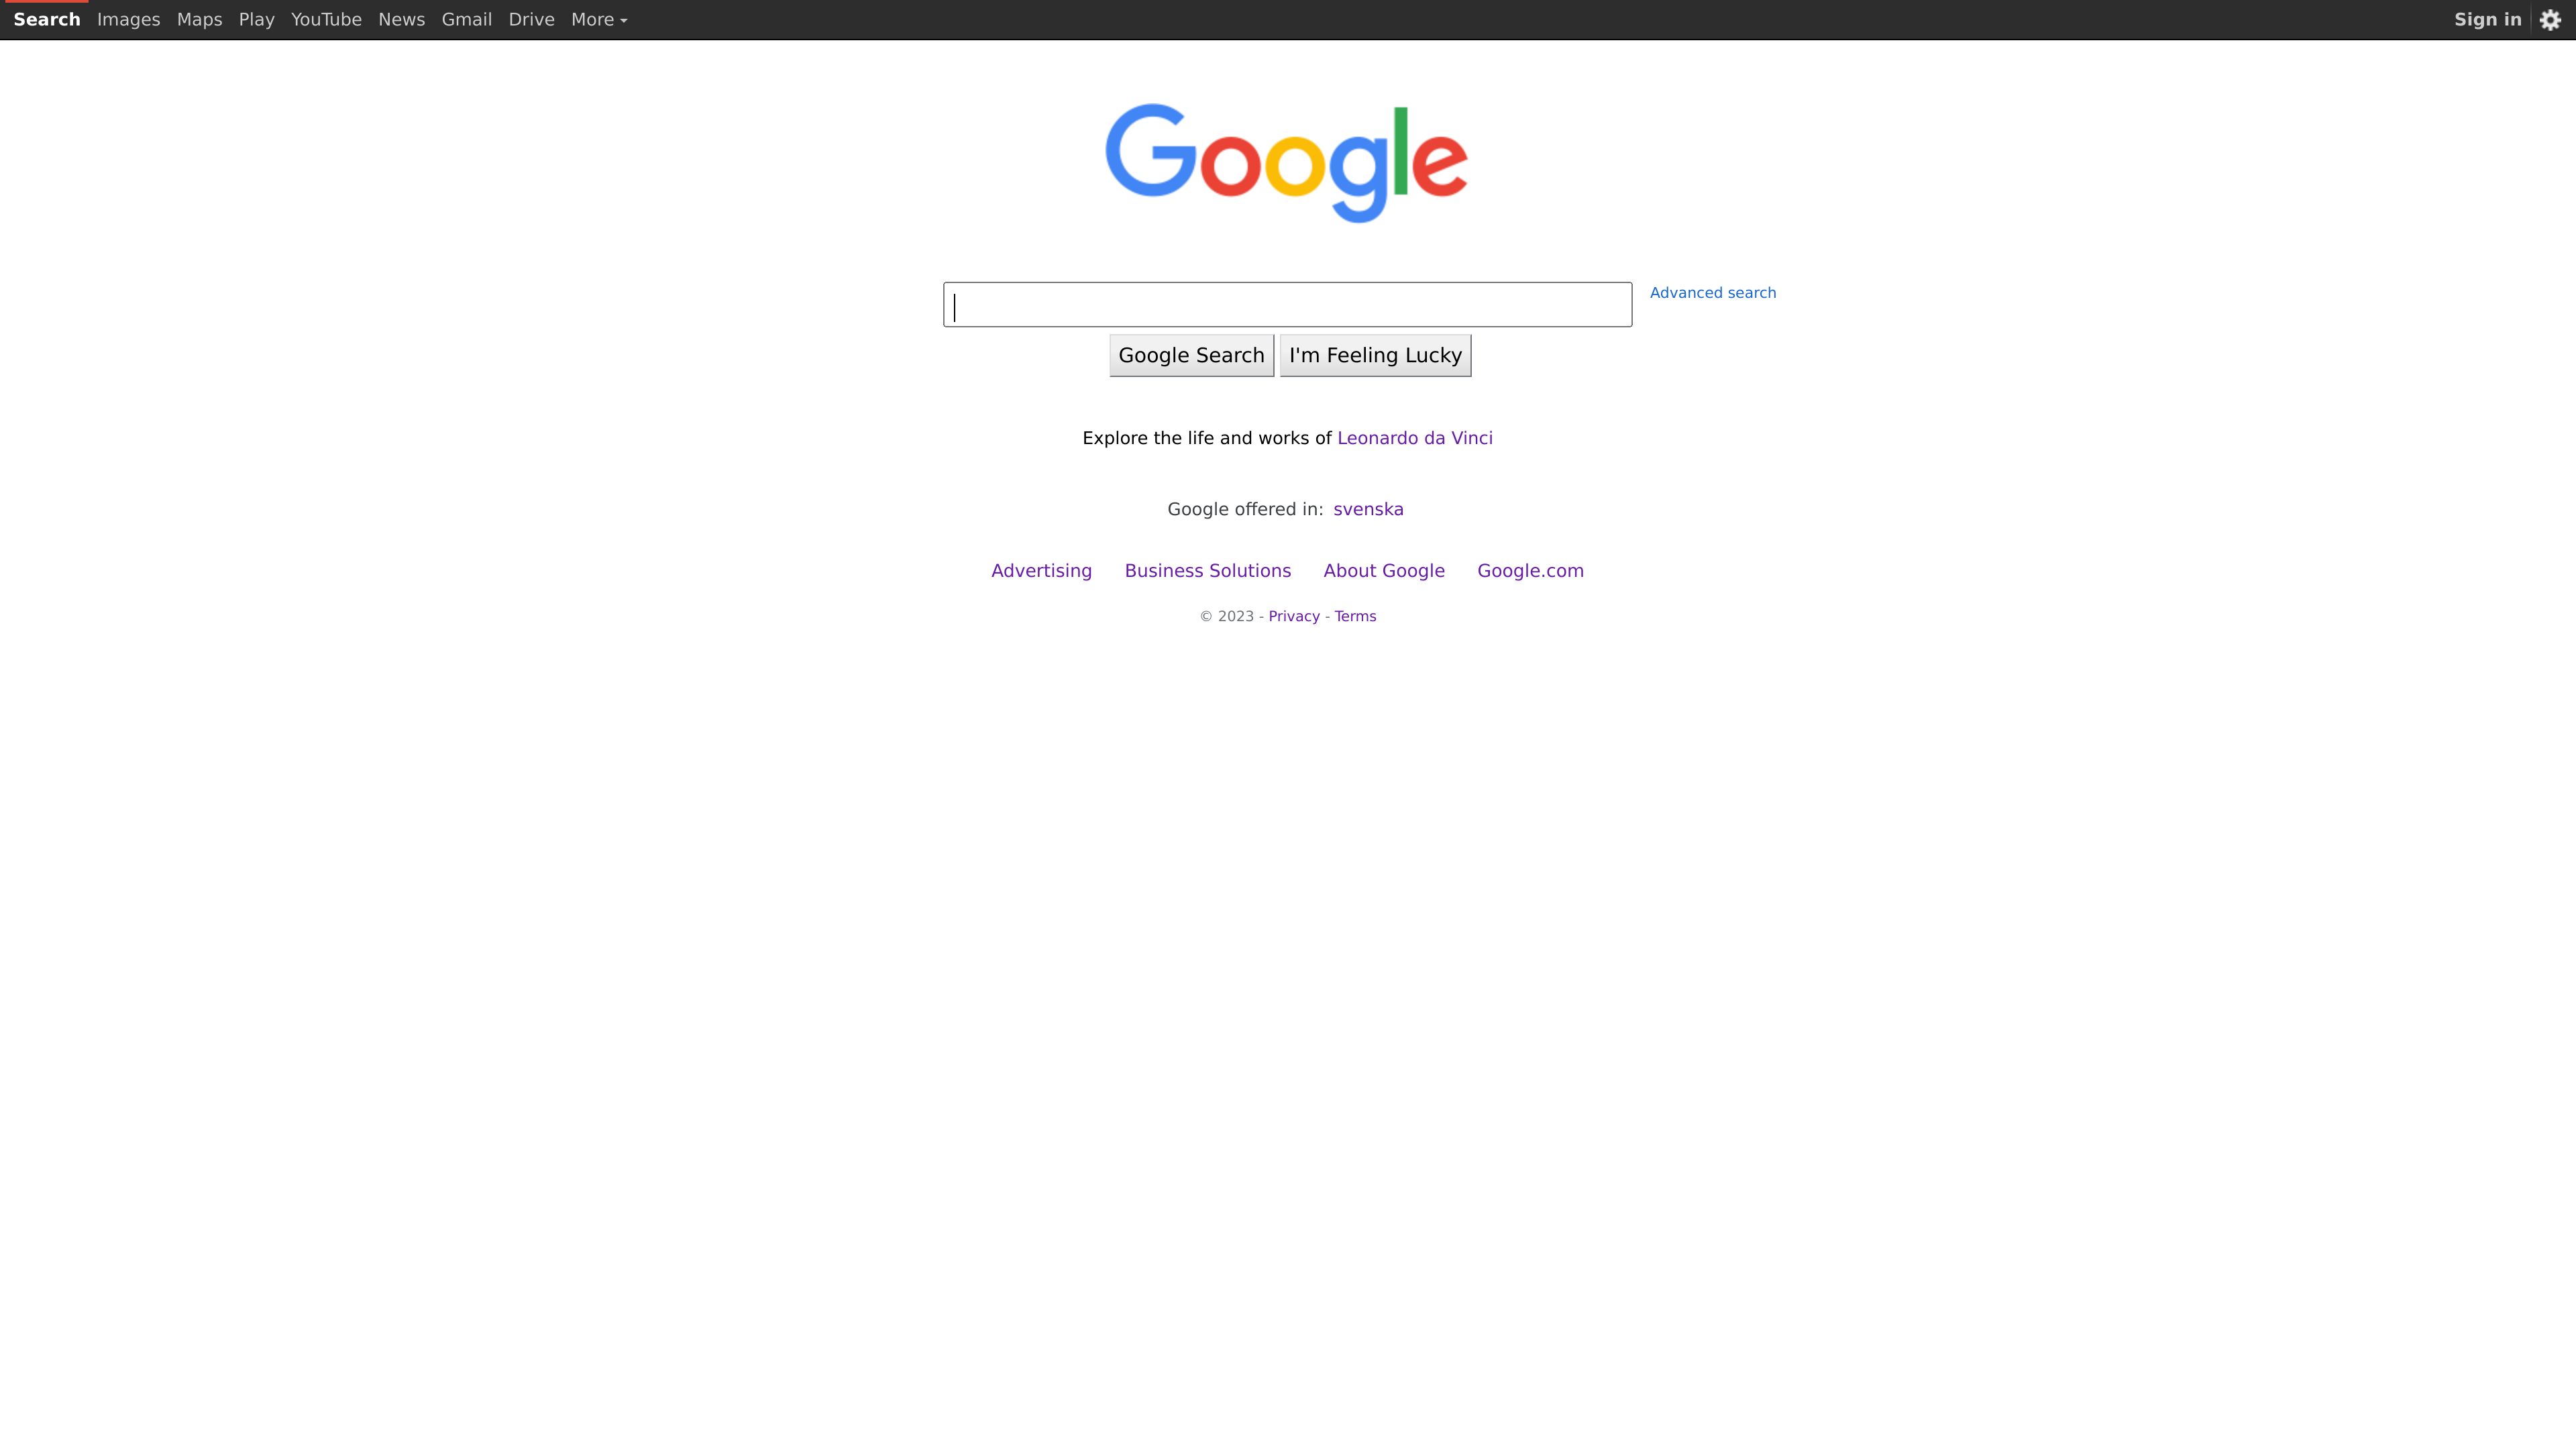 Search Images Maps Play YouTube News Gmail Drive More Sign in
Google
Advanced search
Google Search I'm Feeling Lucky
Explore the life and works of Leonardo da Vinci
Google offered in: svenska
Advertising Business Solutions About Google Google.com
© 2023 - Privacy - Terms